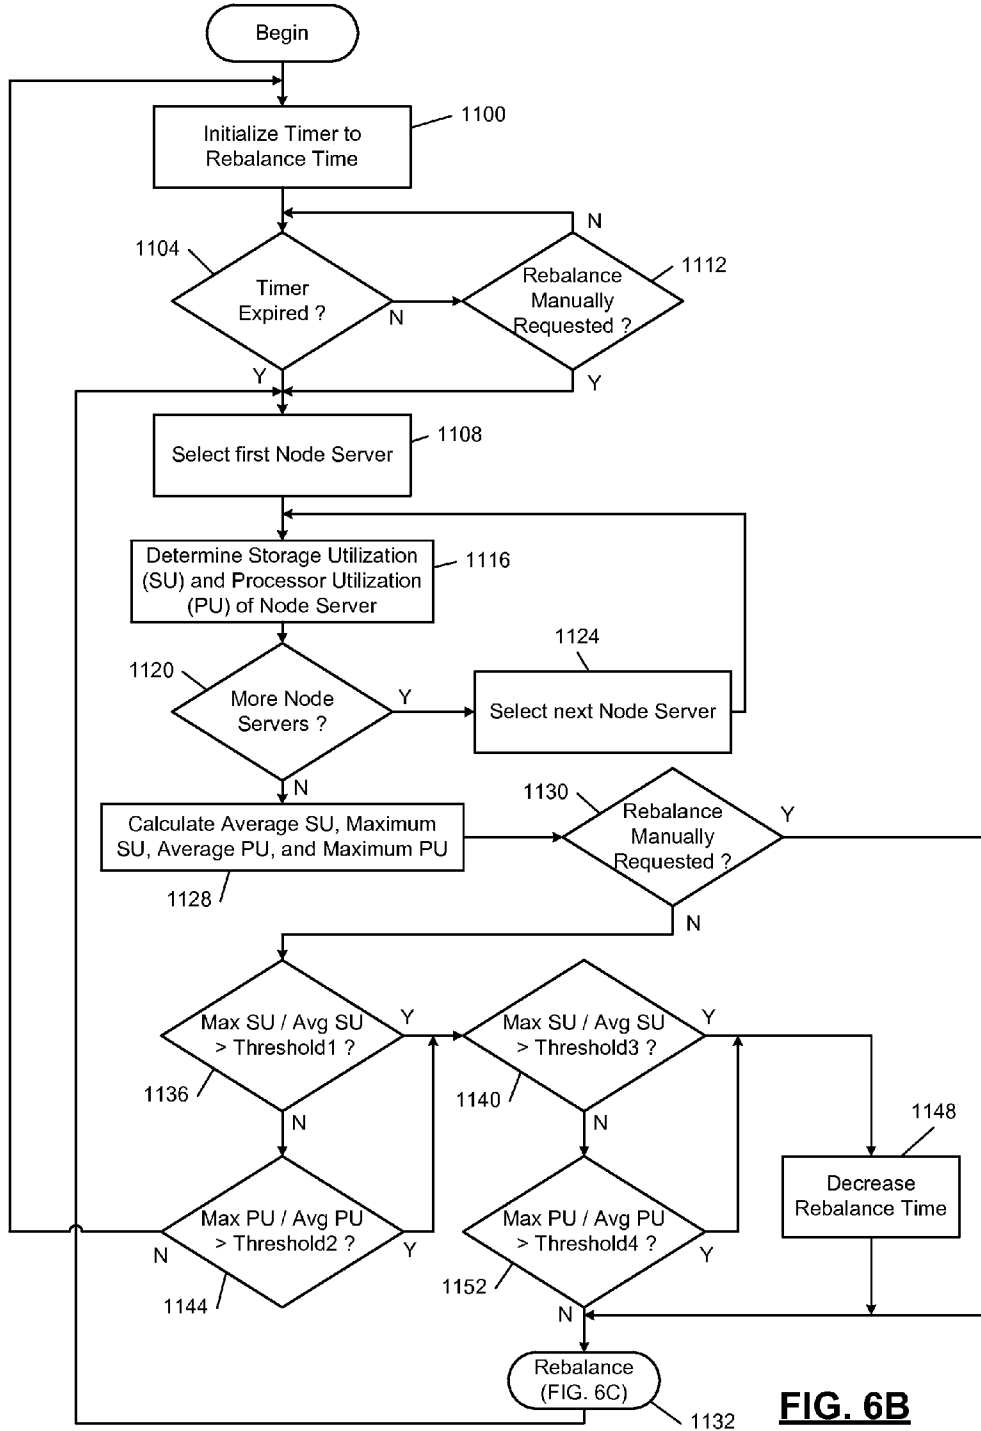 Begin
1100
Initialize Timer to
Rebalance Time
N
1104
1112
Timer
Expired ?
N
Rebalance
Manually
Requested ?
Y
Y
1108
Select first Node Server
Determine Storage Utilization
(SU) and Processor Utilization
(PU) of Node Server
1116
1124
1120
More Node
Servers ?
Y
Select next Node Server
N
1130
Rebalance
Manually
Requested ?
Y
Calculate Average SU, Maximum
SU, Average PU, and Maximum PU
1128
N
Max SU / Avg SU
> Threshold1 ?
Y
Max SU / Avg SU
> Threshold3 ?
Y
1136
1140
N
N
1148
Decrease
Rebalance Time
Max PU / Avg PU
> Threshold2 ?
N
Y
Max PU / Avg PU
> Threshold4 ?
Y
1144
1152
N
Rebalance
(FIG. 6C)
1132
FIG. 6B